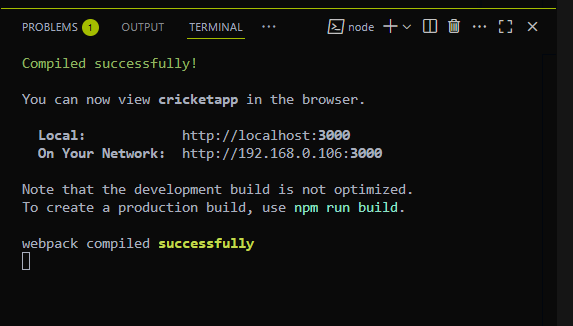 PROBLEMS 1 OUTPUT TERMINAL ··· node ···
Compiled successfully!
You can now view cricketapp in the browser.
Local: http://localhost:3000
On Your Network: http://192.168.0.106:3000
Note that the development build is not optimized.
To create a production build, use npm run build.
webpack compiled successfully